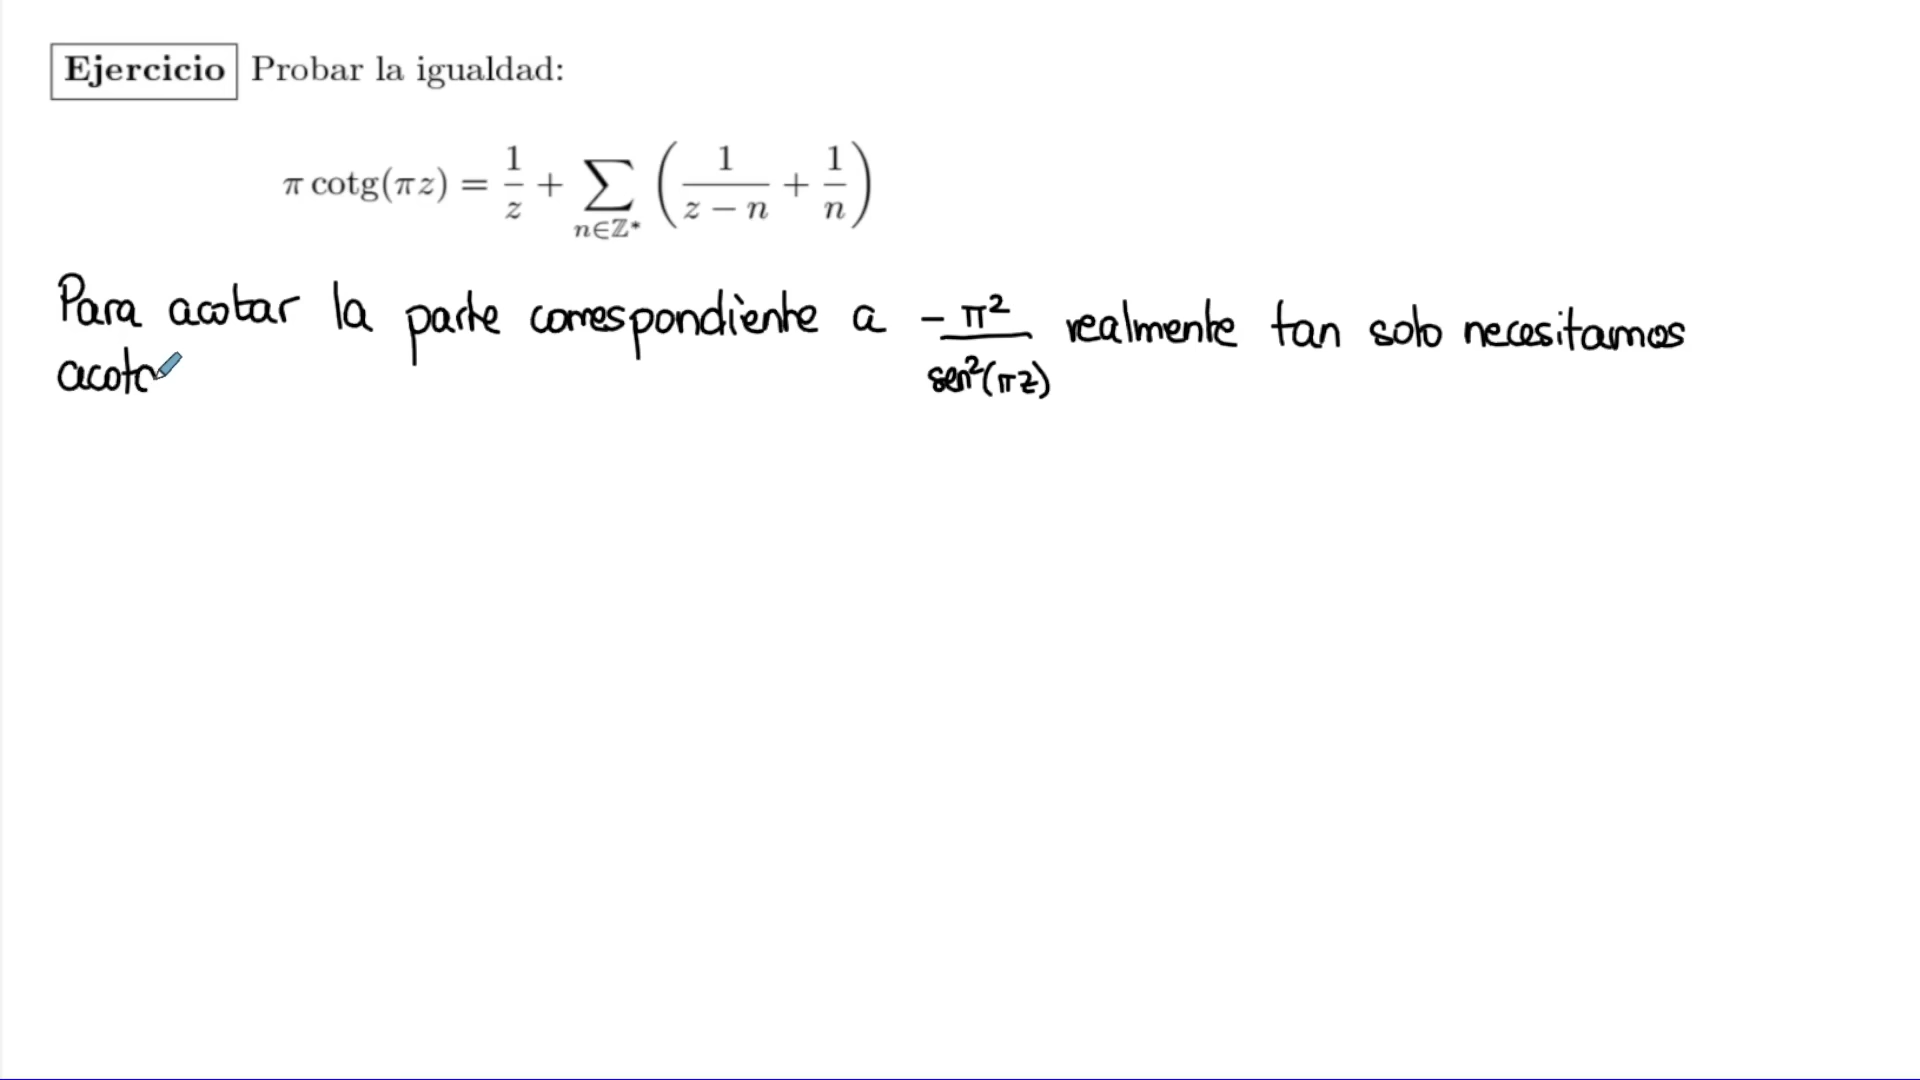 Ejercicio Probar la igualdad:
π cotg(πz) = 1/z + ∑_{n∈ℤ*} (1/(z − n) + 1/n)
Para acotar la parte correspondiente a − π²/sen²(πz) realmente tan solo necesitamos
acota